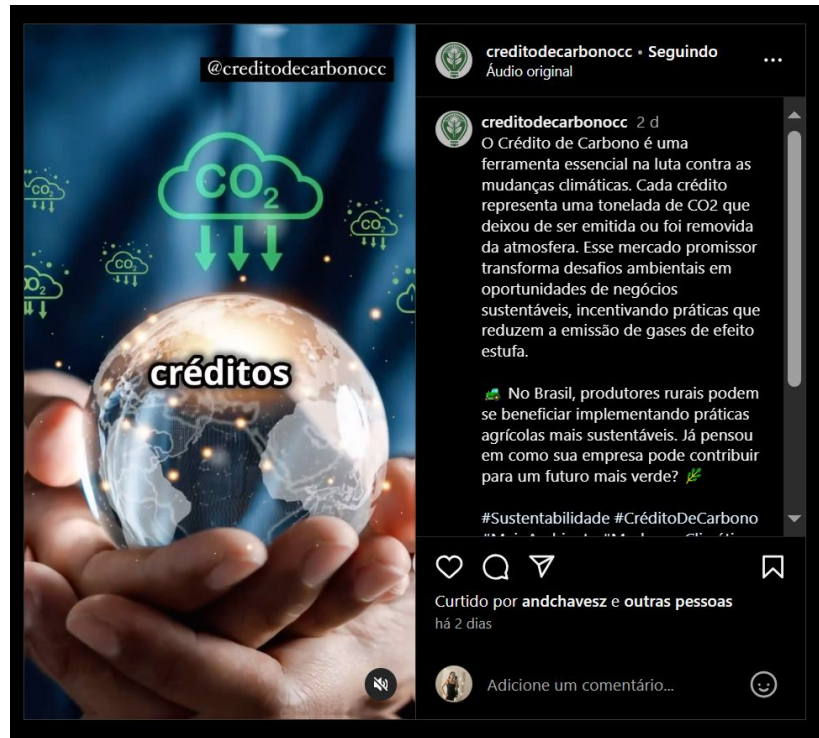 @creditodecarbonocc
CO2
CO2
CO2
CO2
créditos
creditodecarbonocc • Seguindo
Áudio original
creditodecarbonocc 2 d
O Crédito de Carbono é uma
ferramenta essencial na luta contra as
mudanças climáticas. Cada crédito
representa uma tonelada de CO2 que
deixou de ser emitida ou foi removida
da atmosfera. Esse mercado promissor
transforma desafios ambientais em
oportunidades de negócios
sustentáveis, incentivando práticas que
reduzem a emissão de gases de efeito
estufa.
No Brasil, produtores rurais podem
se beneficiar implementando práticas
agrícolas mais sustentáveis. Já pensou
em como sua empresa pode contribuir
para um futuro mais verde?
#Sustentabilidade #CréditoDeCarbono
Curtido por andchavesz e outras pessoas
há 2 dias
Adicione um comentário...